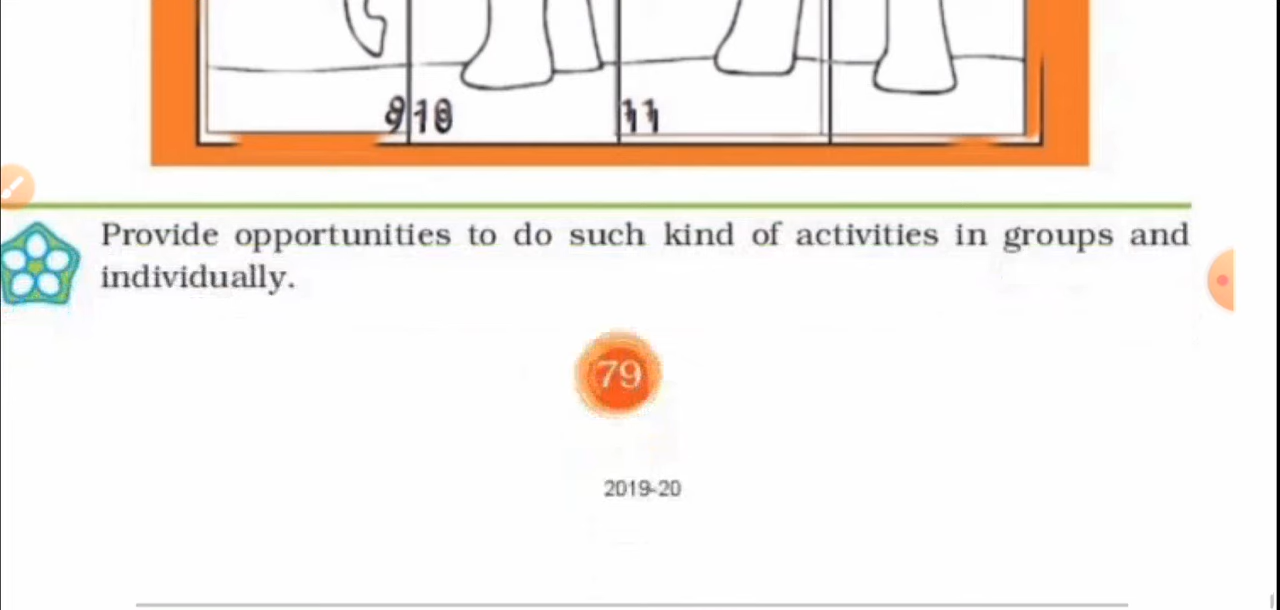 9 10 11
Provide opportunities to do such kind of activities in groups and
individually.
79
2019-20